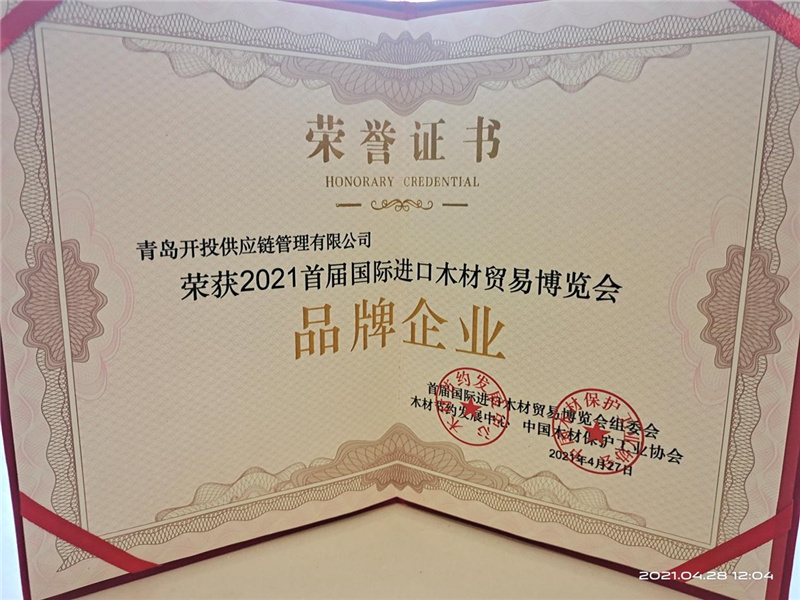 荣誉证书
HONORARY CREDENTIAL
青岛开投供应链管理有限公司
荣获2021首届国际进口木材贸易博览会
品牌企业
首届国际进口木材贸易博览会组委会
木材节约发展中心 中国木材保护工业协会
2021年4月27日
2021.04.28 12:04